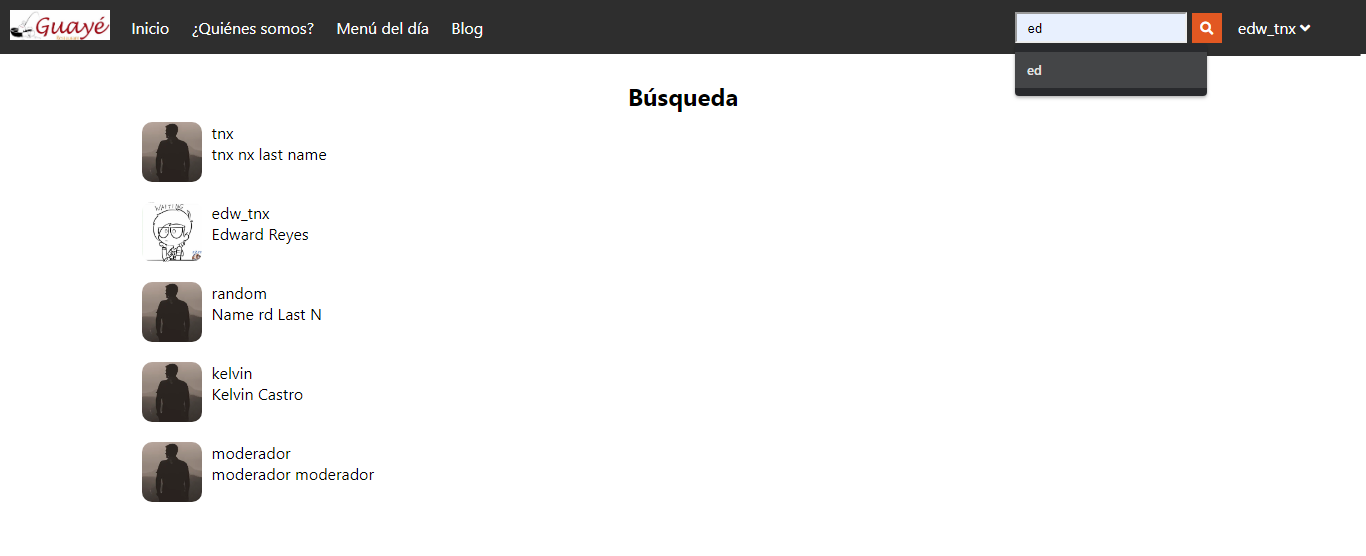 Guayé
Inicio
¿Quiénes somos?
Menú del día
Blog
ed
edw_tnx
ed
Búsqueda
tnx
tnx nx last name
WAITING
edw_tnx
Edward Reyes
random
Name rd Last N
kelvin
Kelvin Castro
moderador
moderador moderador